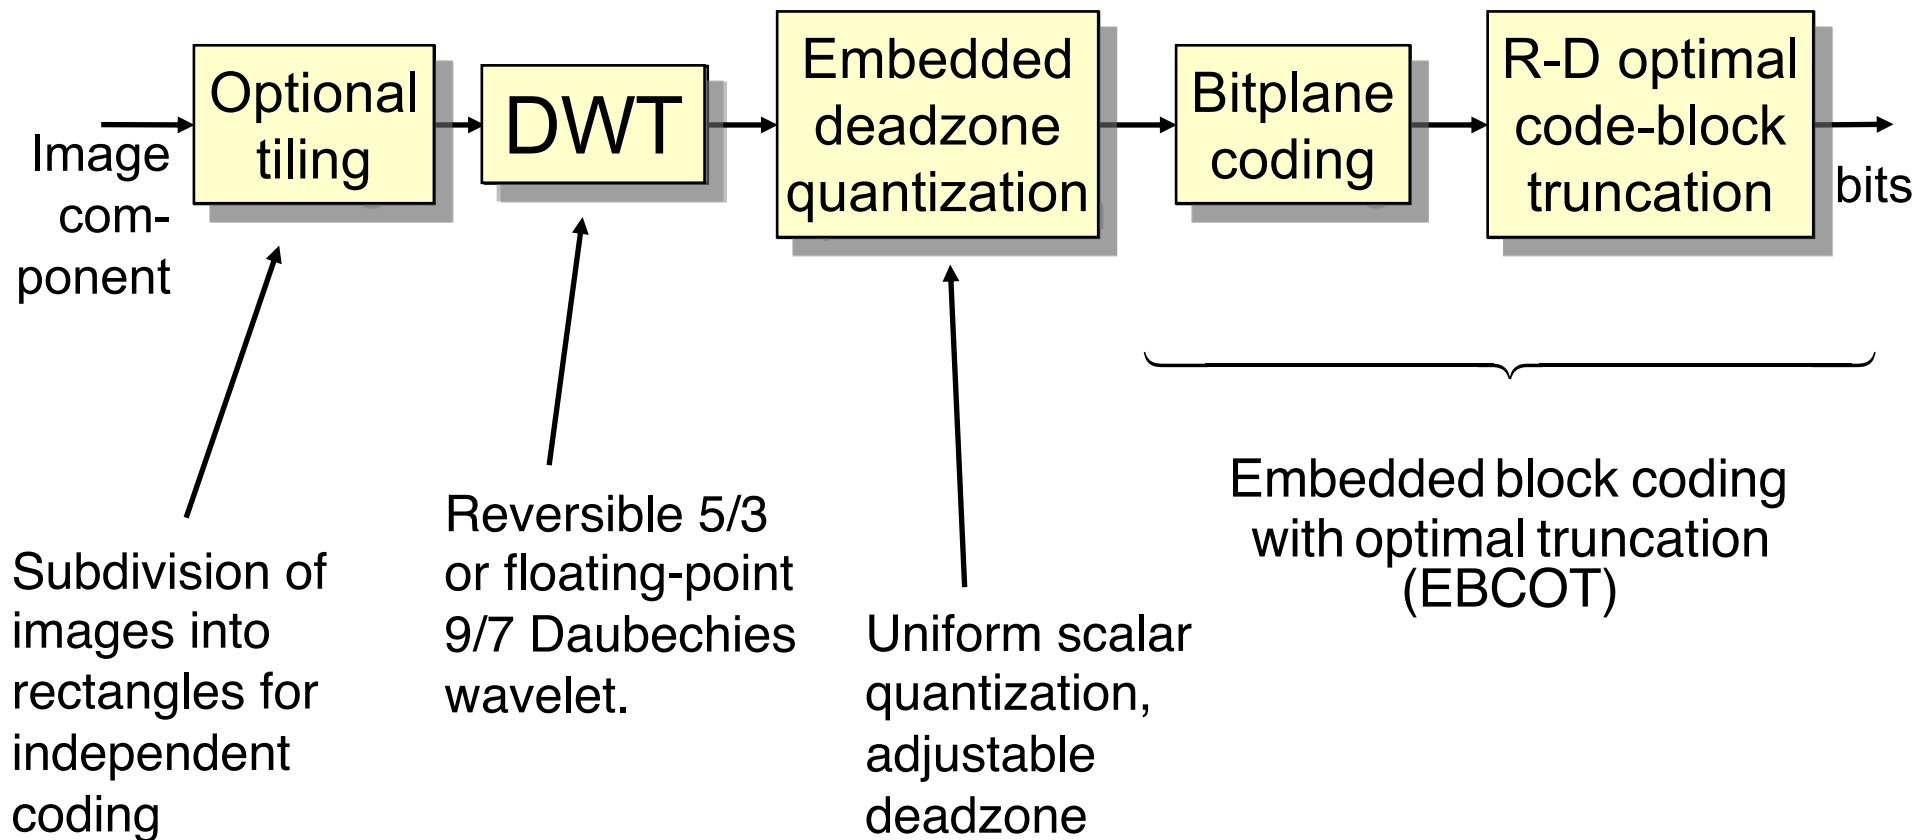 Image
com-
ponent
Optional
tiling
DWT
Embedded
deadzone
quantization
Bitplane
coding
R-D optimal
code-block
truncation
bits
Subdivision of
images into
rectangles for
independent
coding
Reversible 5/3
or floating-point
9/7 Daubechies
wavelet.
Uniform scalar
quantization,
adjustable
deadzone
Embedded block coding
with optimal truncation
(EBCOT)